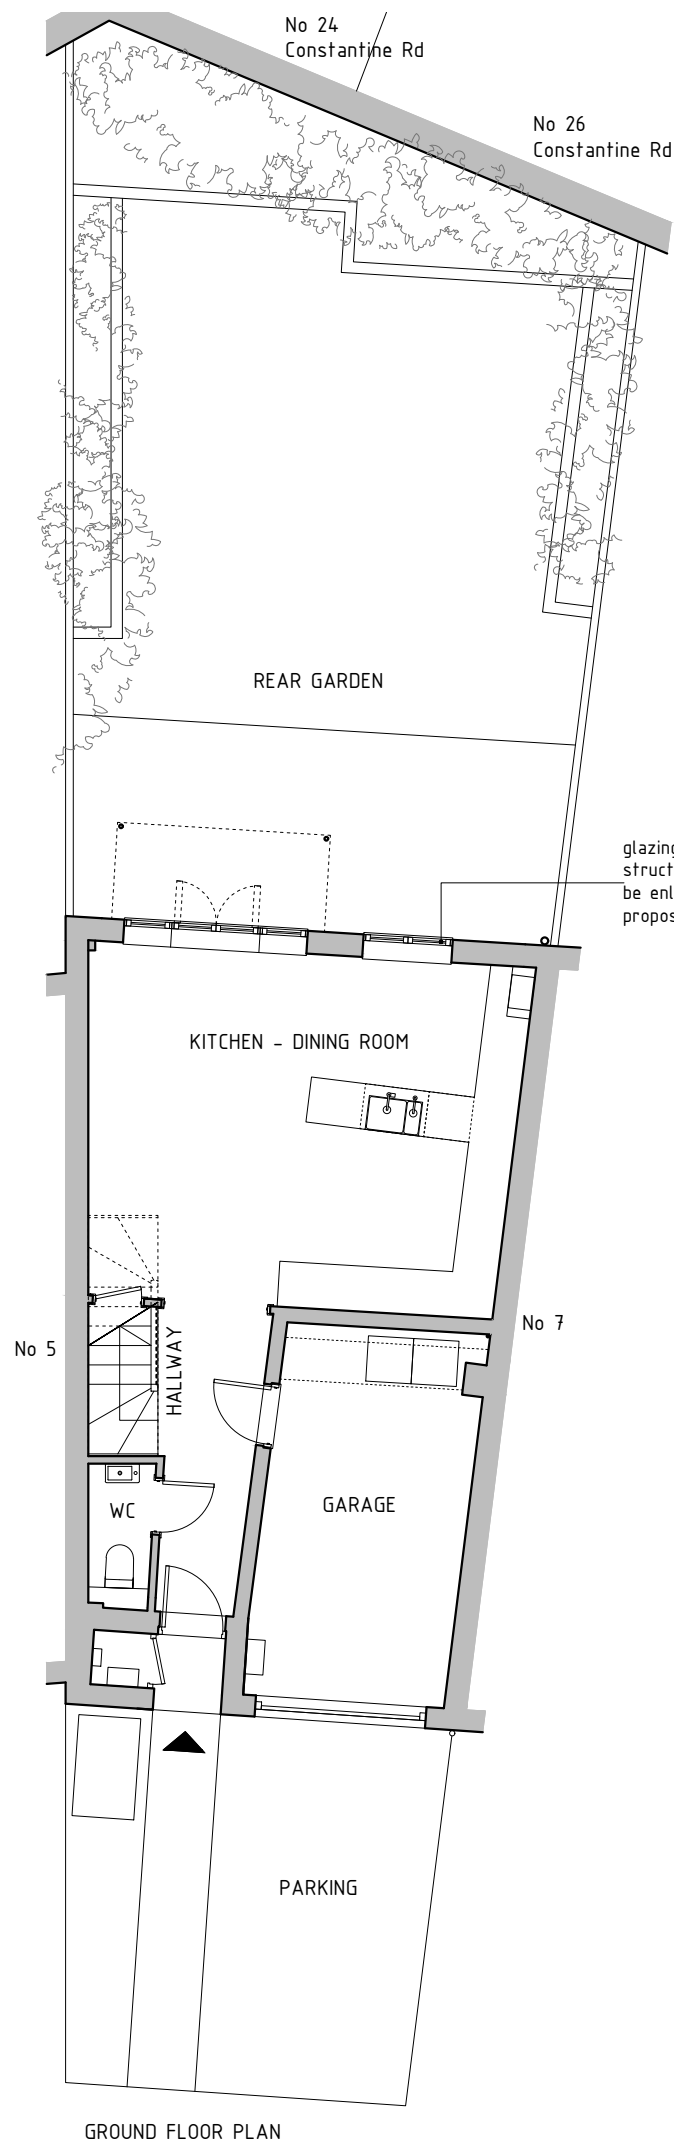 No 24
Constantine Rd
No 26
Constantine Rd
REAR GARDEN
glazing
struct
be enl
propos
KITCHEN - DINING ROOM
No 7
No 5
HALLWAY
WC
GARAGE
PARKING
GROUND FLOOR PLAN